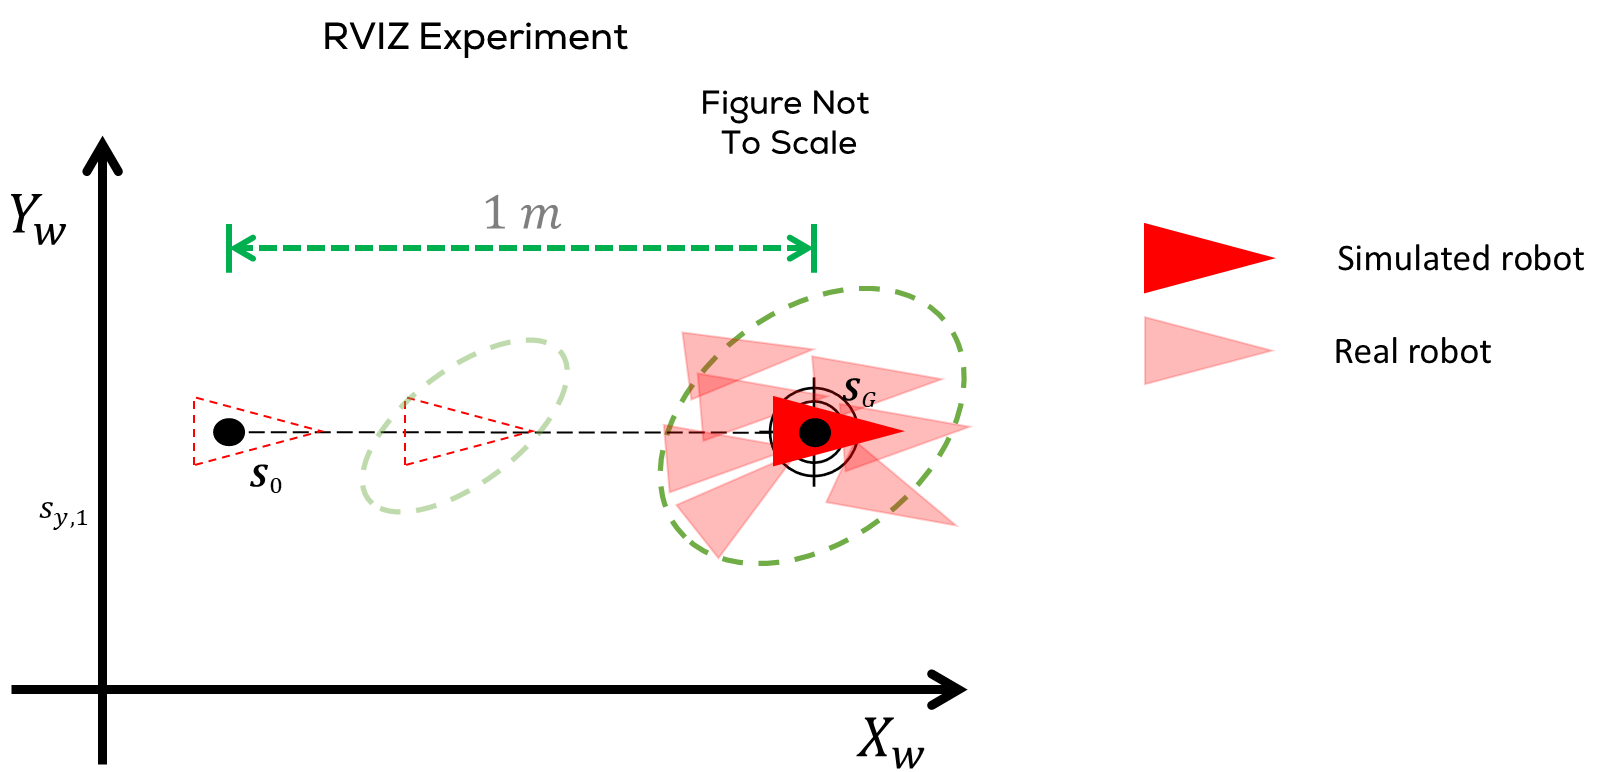 RVIZ Experiment
Figure Not
To Scale
Y_w
1 m
Simulated robot
Real robot
s_G
s_0
s_{y,1}
X_w